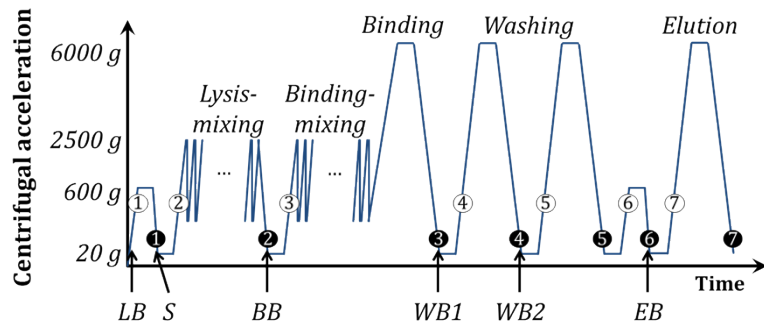 Binding Washing Elution
6000 g
Lysis-
mixing
Binding-
mixing
2500 g
... ...
600 g
1 2 3 4 5 6 7
1 2 3 4 5 6 7
20 g
Time
LB S BB WB1 WB2 EB
Centrifugal acceleration